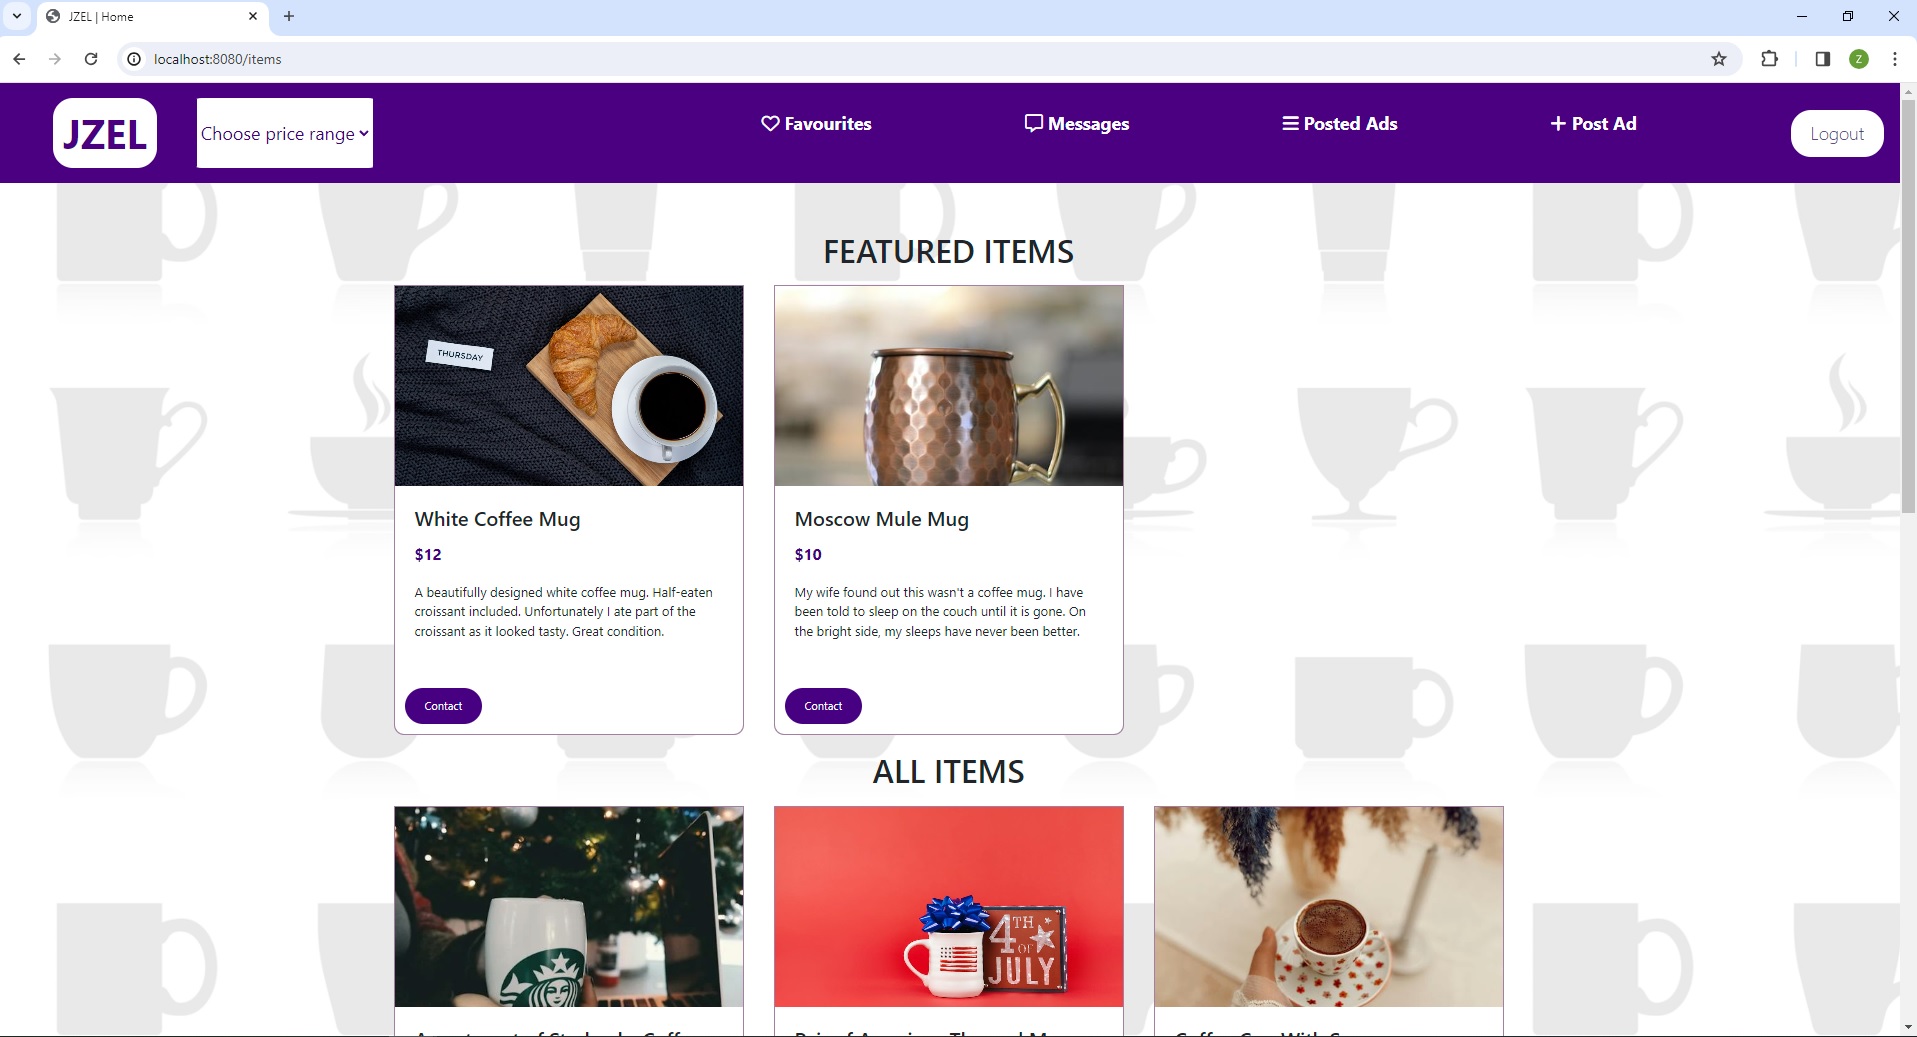 JZEL | Home
localhost:8080/items
Z
JZEL
Choose price range
Favourites
Messages
Posted Ads
Post Ad
Logout
FEATURED ITEMS
THURSDAY
White Coffee Mug
$12
A beautifully designed white coffee mug. Half-eaten
croissant included. Unfortunately I ate part of the
croissant as it looked tasty. Great condition.
Contact
Moscow Mule Mug
$10
My wife found out this wasn't a coffee mug. I have
been told to sleep on the couch until it is gone. On
the bright side, my sleeps have never been better.
Contact
ALL ITEMS
4TH
OF
JULY